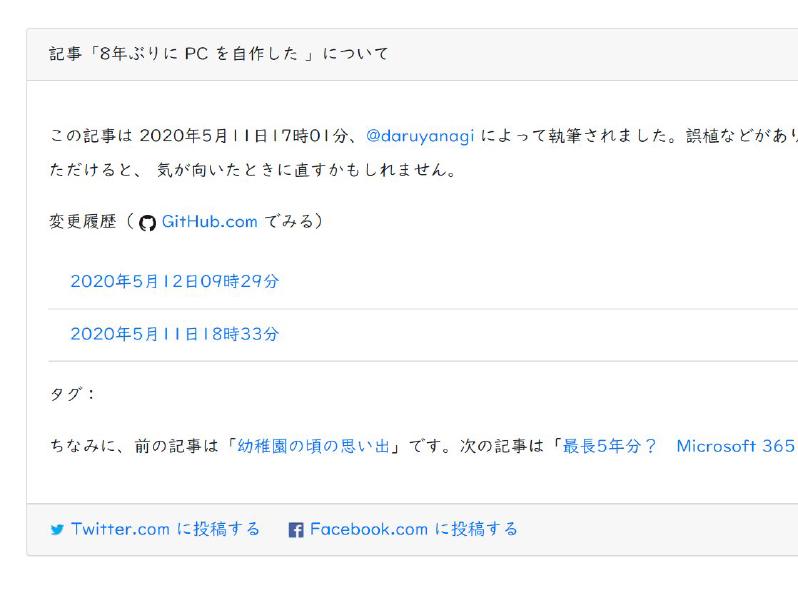 記事「8年ぶりに PC を自作した 」について
この記事は 2020年5月11日17時01分、@daruyanagi によって執筆されました。誤植などがあり
ただけると、 気が向いたときに直すかもしれません。
変更履歴（ GitHub.com でみる）
2020年5月12日09時29分
2020年5月11日18時33分
タグ：
ちなみに、前の記事は「幼稚園の頃の思い出」です。次の記事は「最長5年分？　Microsoft 365
Twitter.com に投稿する Facebook.com に投稿する